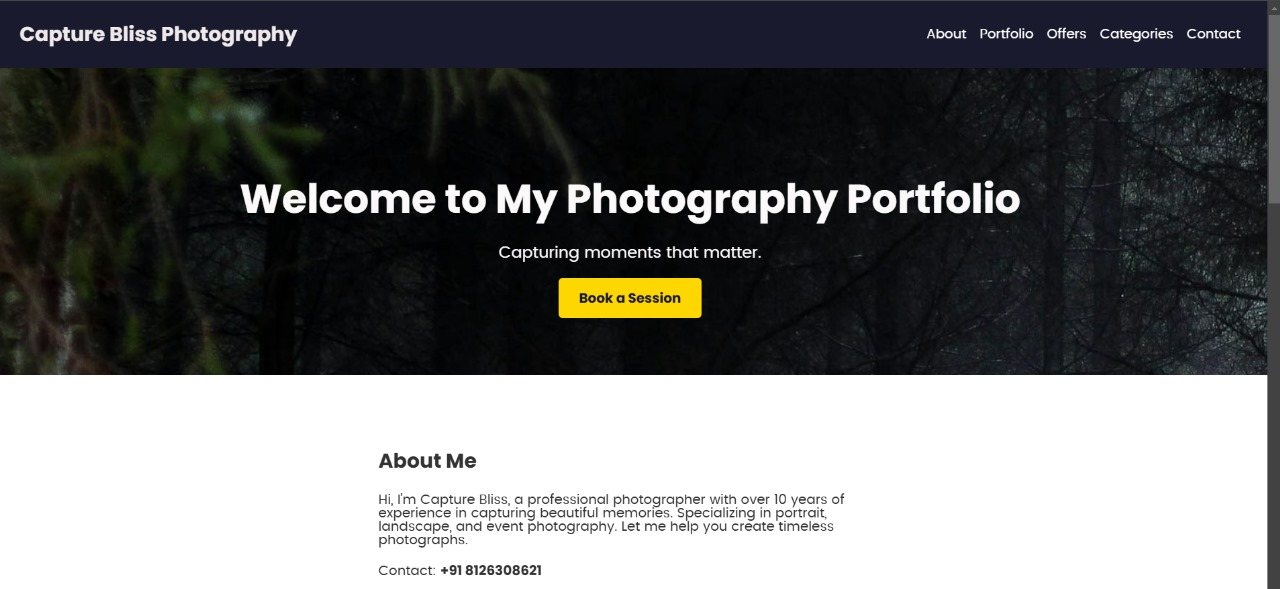 Capture Bliss Photography
About Portfolio Offers Categories Contact
Welcome to My Photography Portfolio
Capturing moments that matter.
Book a Session
About Me
Hi, I'm Capture Bliss, a professional photographer with over 10 years of
experience in capturing beautiful memories. Specializing in portrait,
landscape, and event photography. Let me help you create timeless
photographs.
Contact: +91 8126308621